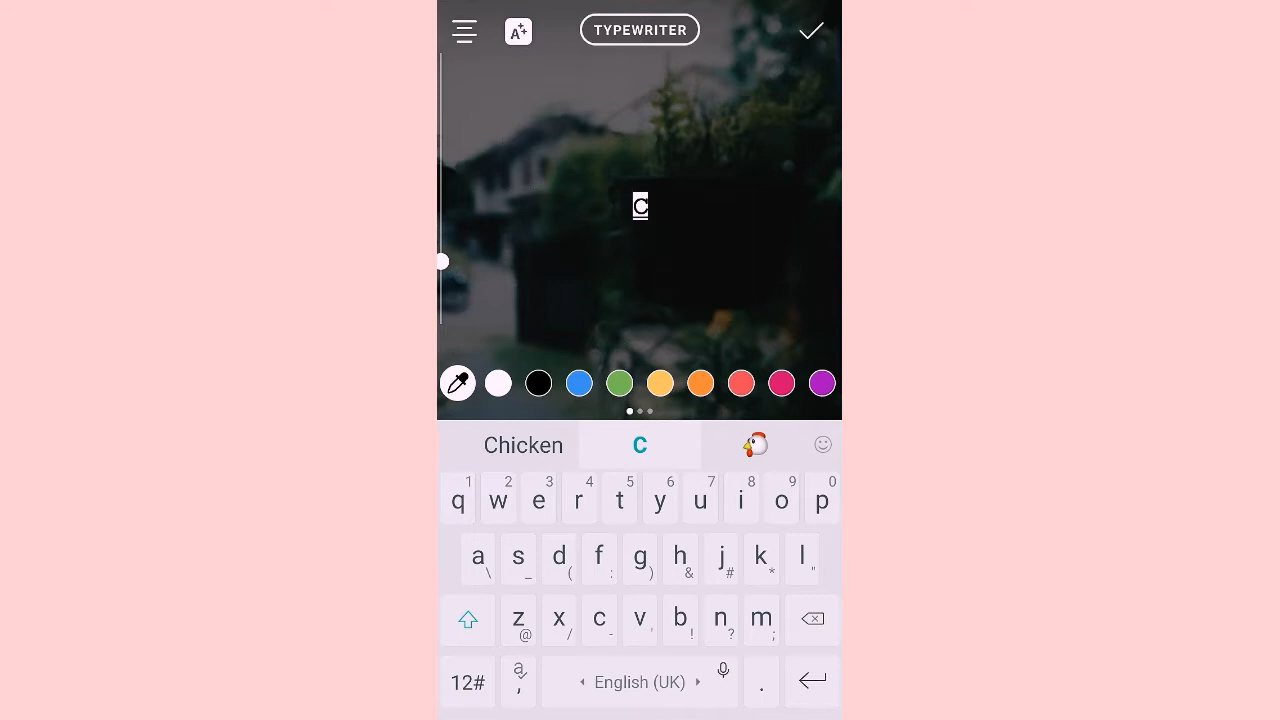 A
TYPEWRITER
C
Chicken C
1 2 3 4 5 6 7 8 9 0
q w e r t y u i o p
a s d f g h j k l
\ _ ( : ) & # * "
z x c v b n m
@ / - ' ! ? ;
12# a , English (UK) .